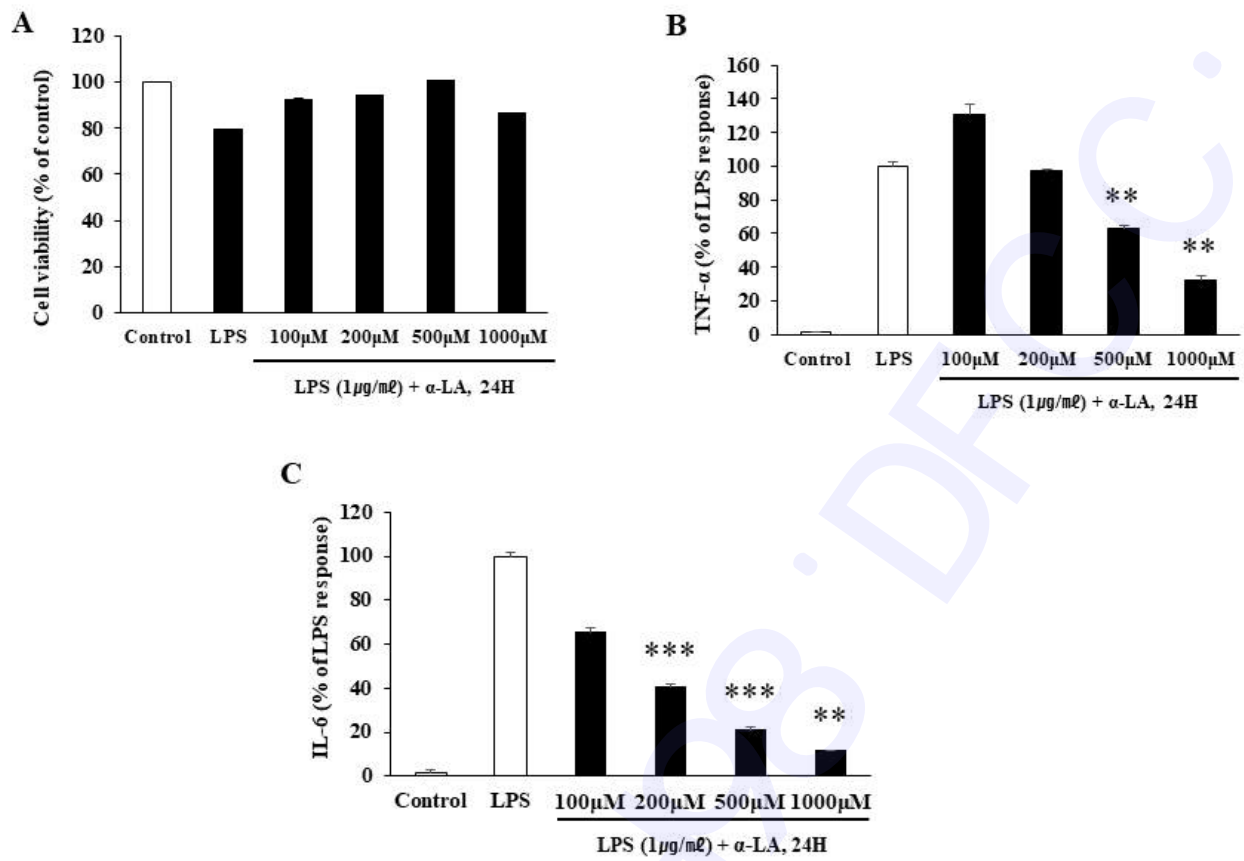 A
Cell viability (% of control)
120
100
80
60
40
20
0
Control LPS 100μM 200μM 500μM 1000μM
LPS (1㎍/㎖) + α-LA, 24H
B
TNF-α (% of LPS response)
160
140
120
100
80
60
40
20
0
**
**
Control LPS 100μM 200μM 500μM 1000μM
LPS (1㎍/㎖) + α-LA, 24H
C
IL-6 (% of LPS response)
120
100
80
60
40
20
0
***
***
**
Control LPS 100μM 200μM 500μM 1000μM
LPS (1㎍/㎖) + α-LA, 24H